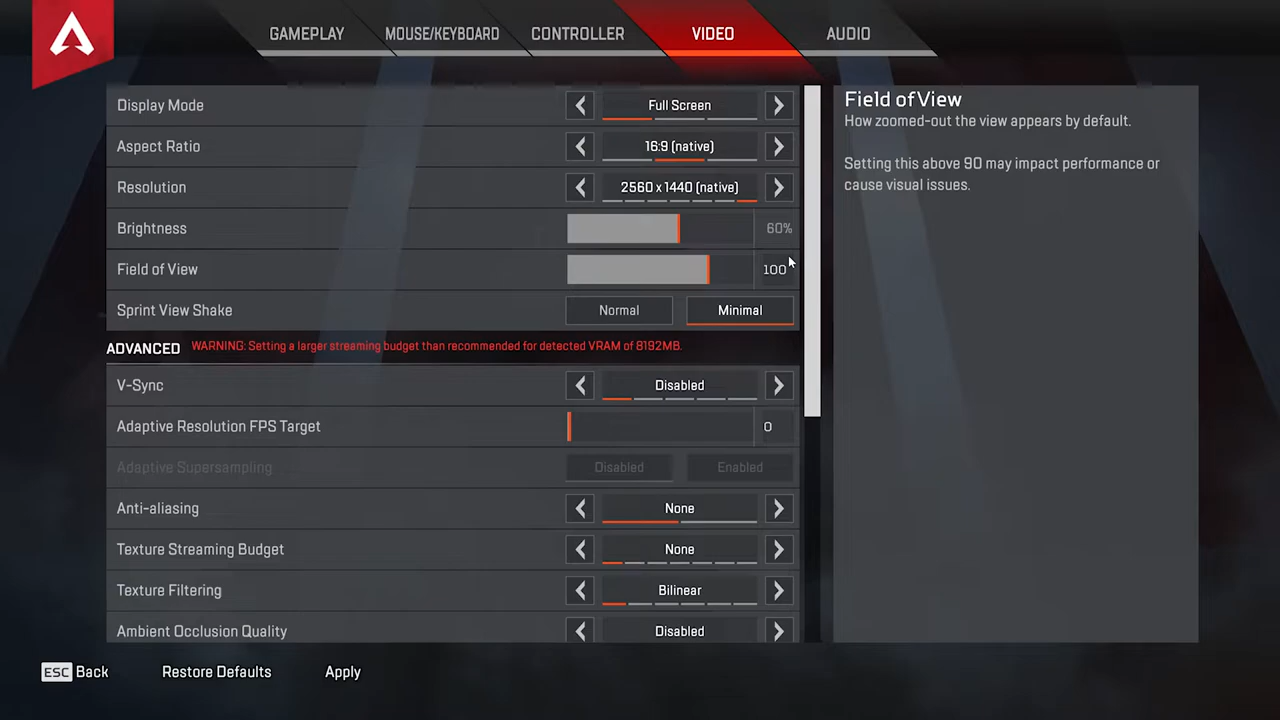 GAMEPLAY MOUSE/KEYBOARD CONTROLLER VIDEO AUDIO
Display Mode Full Screen
Aspect Ratio 16:9 (native)
Resolution 2560 x 1440 (native)
Brightness 60%
Field of View 100
Sprint View Shake Normal Minimal
ADVANCED WARNING: Setting a larger streaming budget than recommended for detected VRAM of 8192MB.
V-Sync Disabled
Adaptive Resolution FPS Target 0
Adaptive Supersampling Disabled Enabled
Anti-aliasing None
Texture Streaming Budget None
Texture Filtering Bilinear
Ambient Occlusion Quality Disabled
Field of View
How zoomed-out the view appears by default.
Setting this above 90 may impact performance or
cause visual issues.
ESC Back Restore Defaults Apply